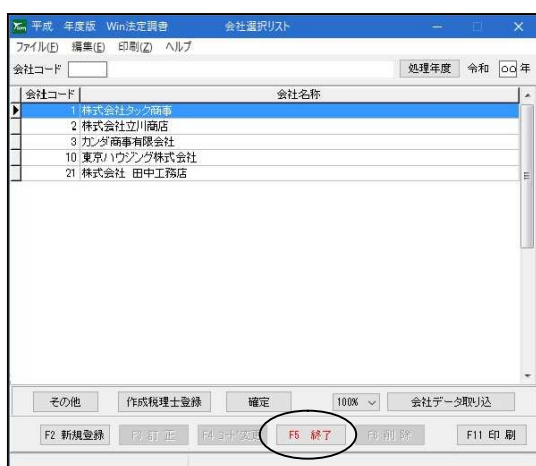 平成 年度版 Win法定調書 会社選択リスト
ファイル(F) 編集(E) 印刷(Z) ヘルプ
会社コード 処理年度 令和 ○○ 年
会社コード 会社名称
1 株式会社タック商事
2 株式会社立川商店
3 カンダ商事有限会社
10 東京ハウジング株式会社
21 株式会社 田中工務店
その他 作成税理士登録 確定 100% 会社データ取り込
F2 新規登録 F3 訂 正 F4 コード変更 F5 終了 F8 削 除 F11 印 刷